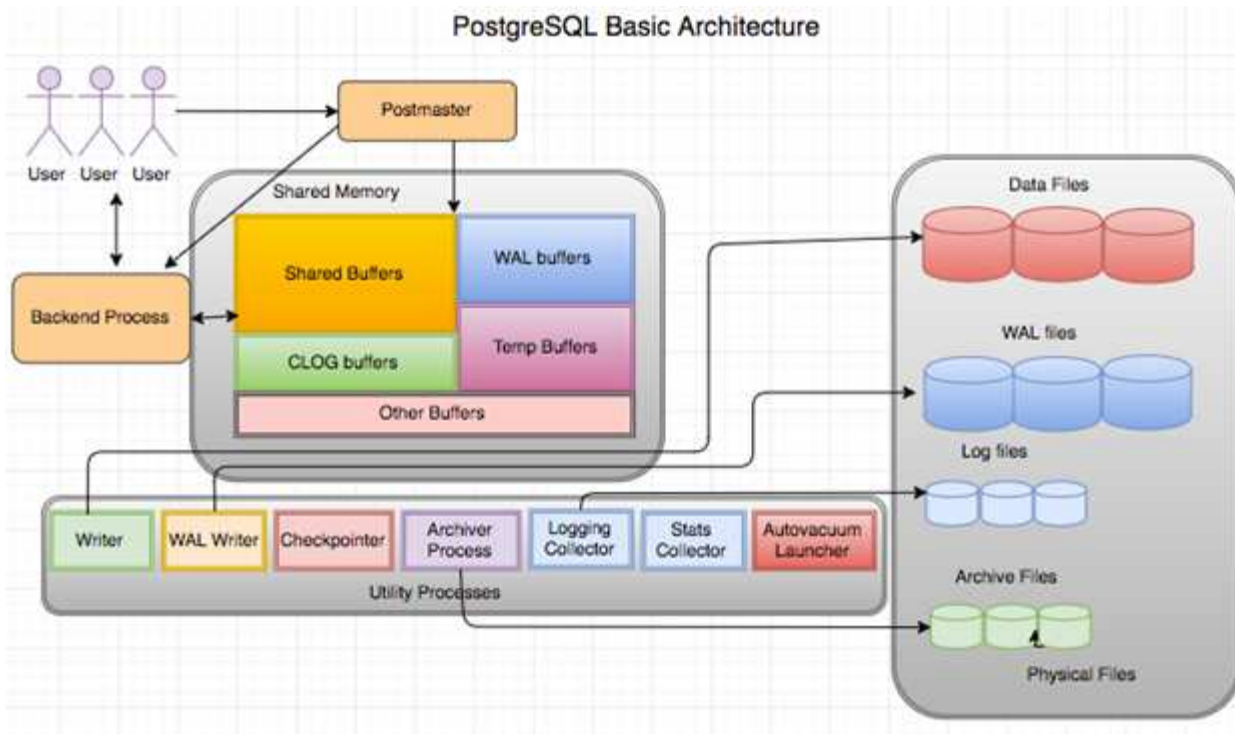 PostgreSQL Basic Architecture
Postmaster
User User User
Shared Memory
Data Files
Shared Buffers
WAL buffers
Backend Process
WAL files
Temp Buffers
CLOG buffers
Other Buffers
Log files
Writer
WAL Writer
Checkpointer
Archiver
Process
Logging
Collector
Stats
Collector
Autovacuum
Launcher
Utility Processes
Archive Files
Physical Files